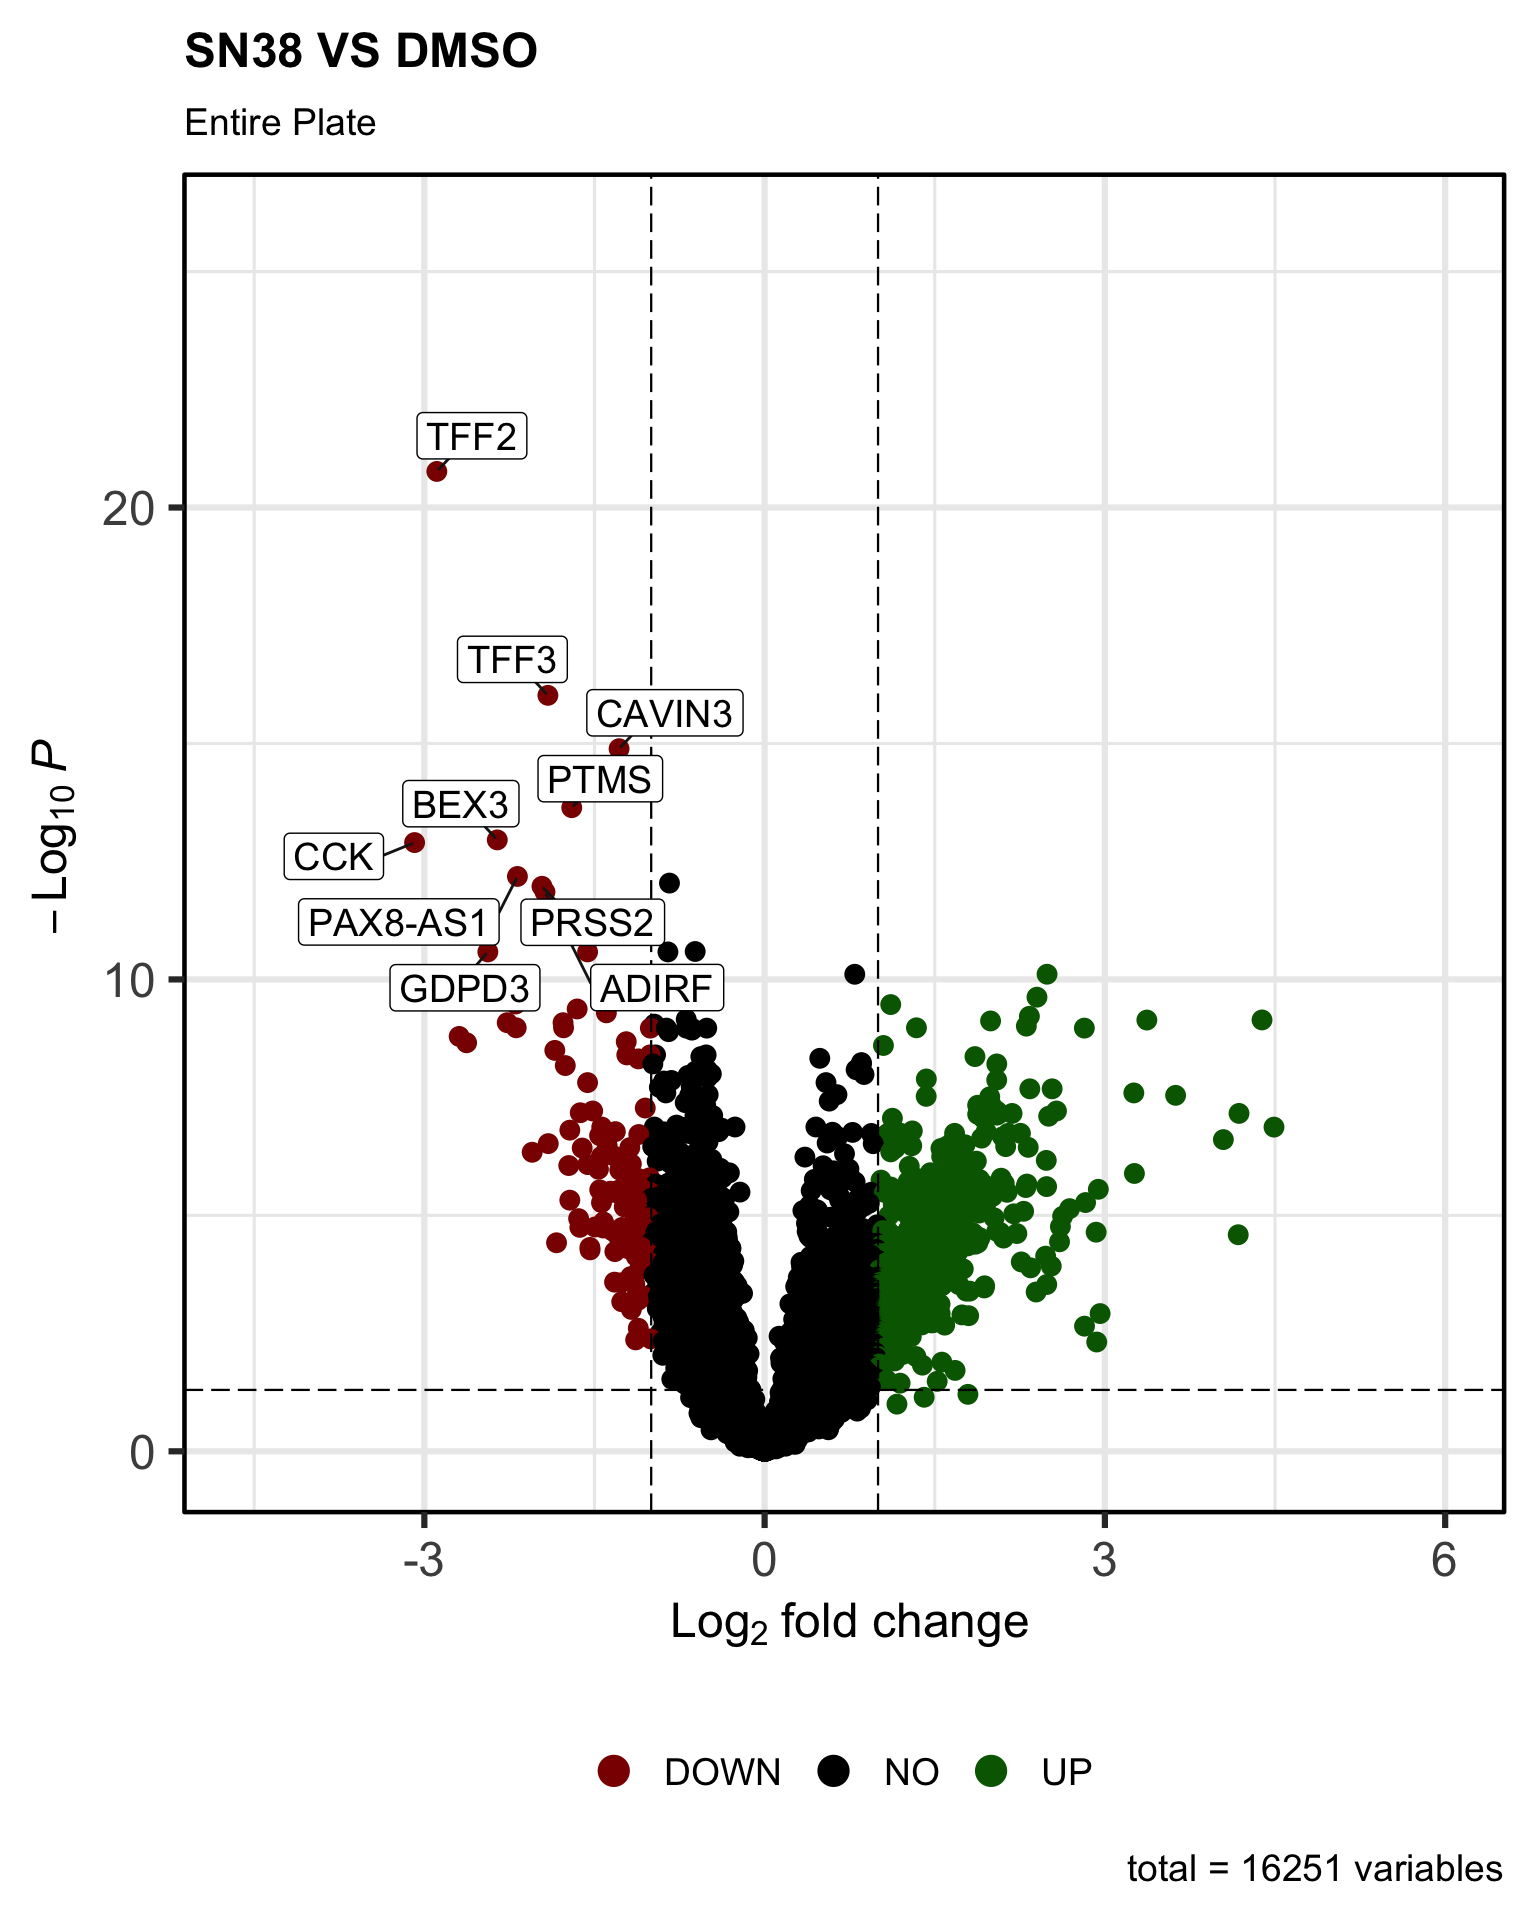 SN38 VS DMSO
Entire Plate
TFF2
20
TFF3
CAVIN3
PTMS
BEX3
CCK
PAX8-AS1
PRSS2
10
GDPD3
ADIRF
−Log10 P
0
-3
0
3
6
Log2 fold change
DOWN
NO
UP
total = 16251 variables